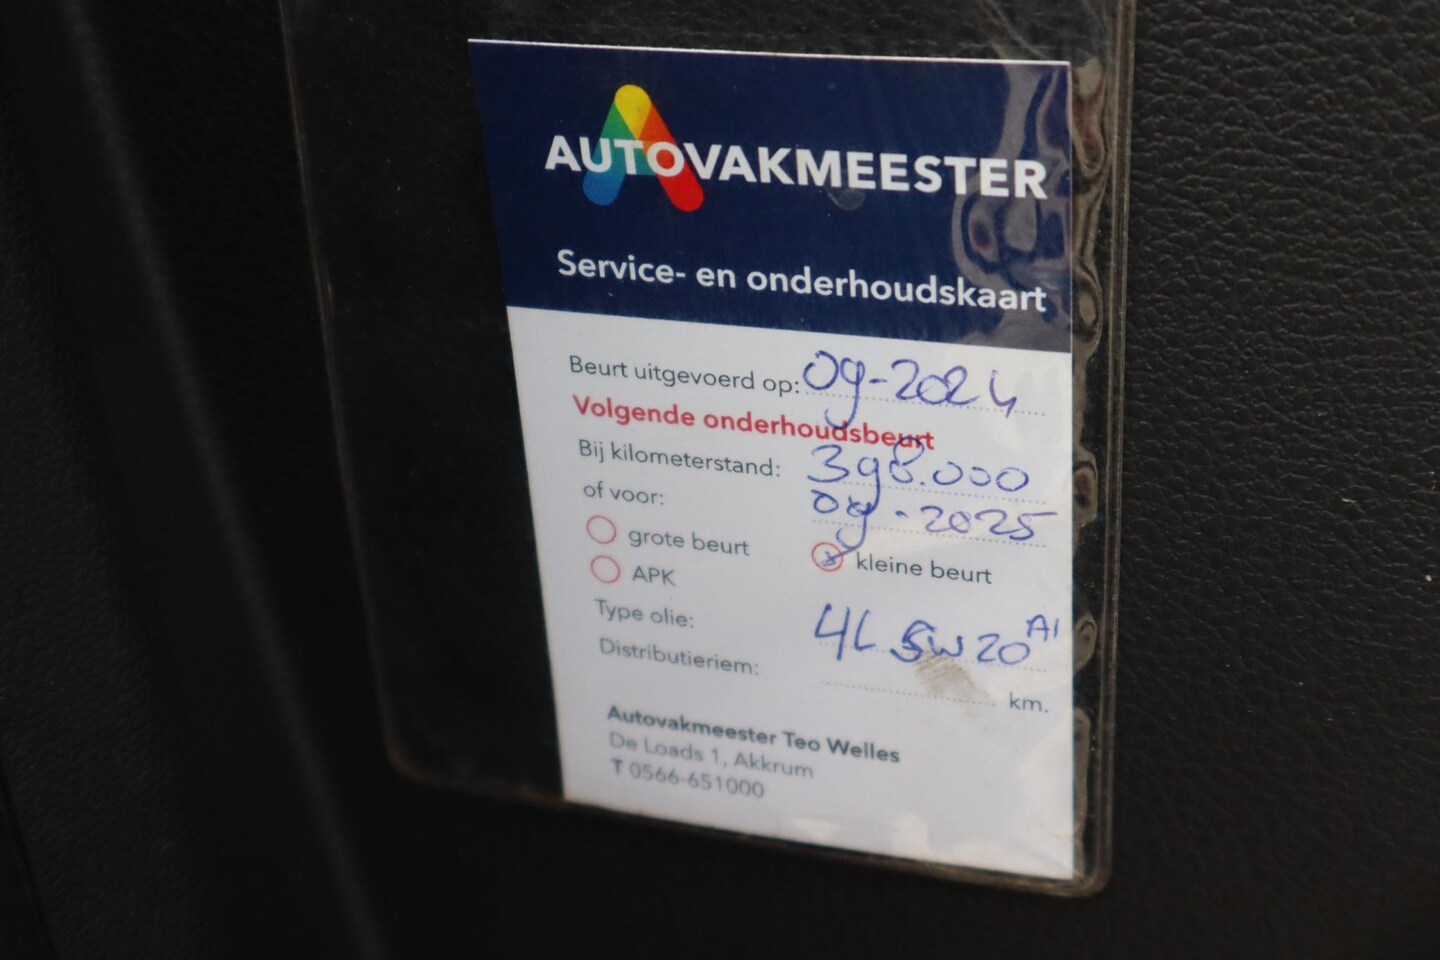 AUTOVAKMEESTER
Service- en onderhoudskaart
Beurt uitgevoerd op: 09-2024
Volgende onderhoudsbeurt
Bij kilometerstand: 398.000
of voor: 09-2025
grote beurt kleine beurt
APK
Type olie: 4L 5W20 A1
Distributieriem: km.
Autovakmeester Teo Welles
De Loads 1, Akkrum
T 0566-651000